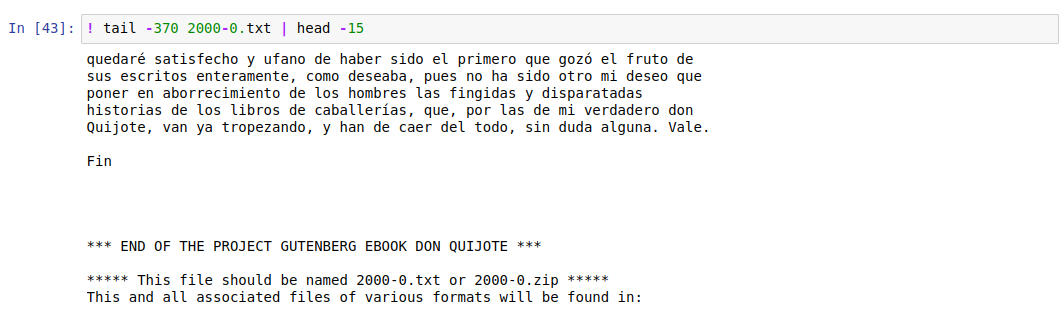 In [43]: ! tail -370 2000-0.txt | head -15
quedaré satisfecho y ufano de haber sido el primero que gozó el fruto de
sus escritos enteramente, como deseaba, pues no ha sido otro mi deseo que
poner en aborrecimiento de los hombres las fingidas y disparatadas
historias de los libros de caballerías, que, por las de mi verdadero don
Quijote, van ya tropezando, y han de caer del todo, sin duda alguna. Vale.
Fin
*** END OF THE PROJECT GUTENBERG EBOOK DON QUIJOTE ***
***** This file should be named 2000-0.txt or 2000-0.zip *****
This and all associated files of various formats will be found in: